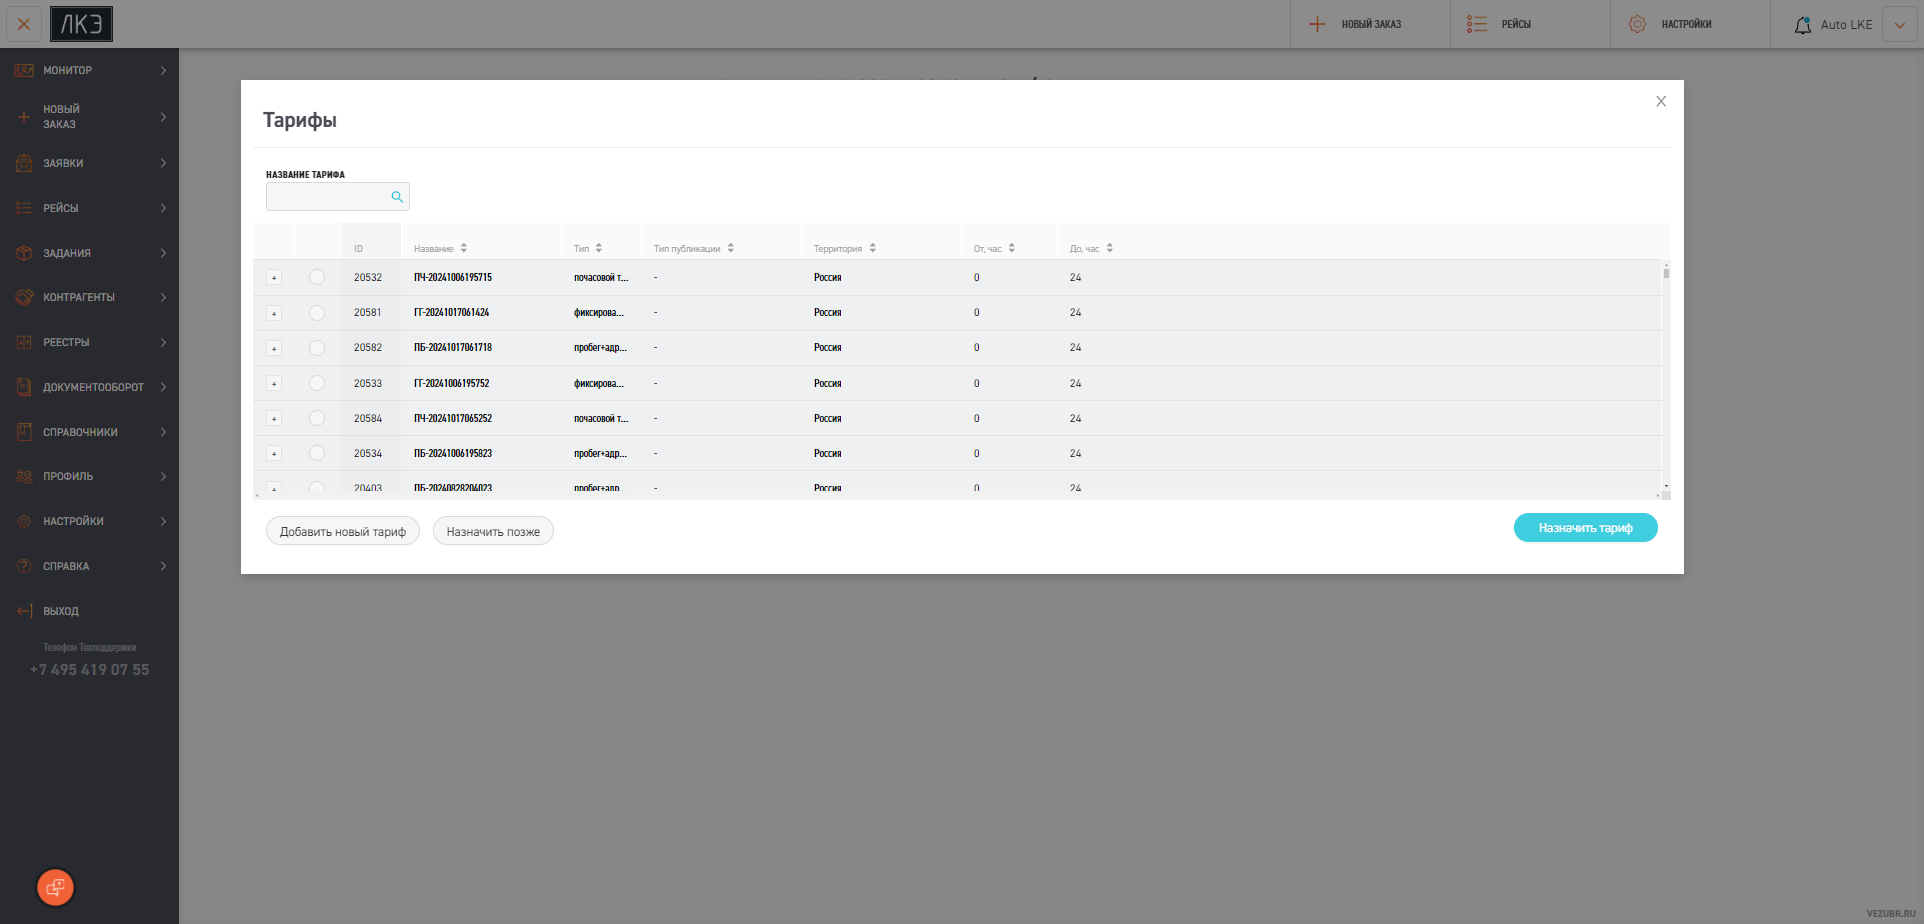 ЛКЭ
НОВЫЙ ЗАКАЗ
РЕЙСЫ
НАСТРОЙКИ
Auto LKE
МОНИТОР
НОВЫЙ
ЗАКАЗ
ЗАЯВКИ
РЕЙСЫ
ЗАДАНИЯ
КОНТРАГЕНТЫ
РЕЕСТРЫ
ДОКУМЕНТООБОРОТ
СПРАВОЧНИКИ
ПРОФИЛЬ
НАСТРОЙКИ
СПРАВКА
ВЫХОД
Телефон Техподдержки
+7 495 419 07 55
Тарифы
НАЗВАНИЕ ТАРИФА
ID Название Тип Тип публикации Территория От, час До, час
+ 20532 ПЧ-20241006195715 почасовой т... - Россия 0 24
+ 20581 ГГ-20241017061424 фиксирова... - Россия 0 24
+ 20582 ПБ-20241017061718 пробег+адр... - Россия 0 24
+ 20533 ГГ-20241006195752 фиксирова... - Россия 0 24
+ 20584 ПЧ-20241017065252 почасовой т... - Россия 0 24
+ 20534 ПБ-20241006195823 пробег+адр... - Россия 0 24
+ 20403 ПБ-20240828204023 пробег+адр... - Россия 0 24
Добавить новый тариф
Назначить позже
Назначить тариф
VEZUBR.RU